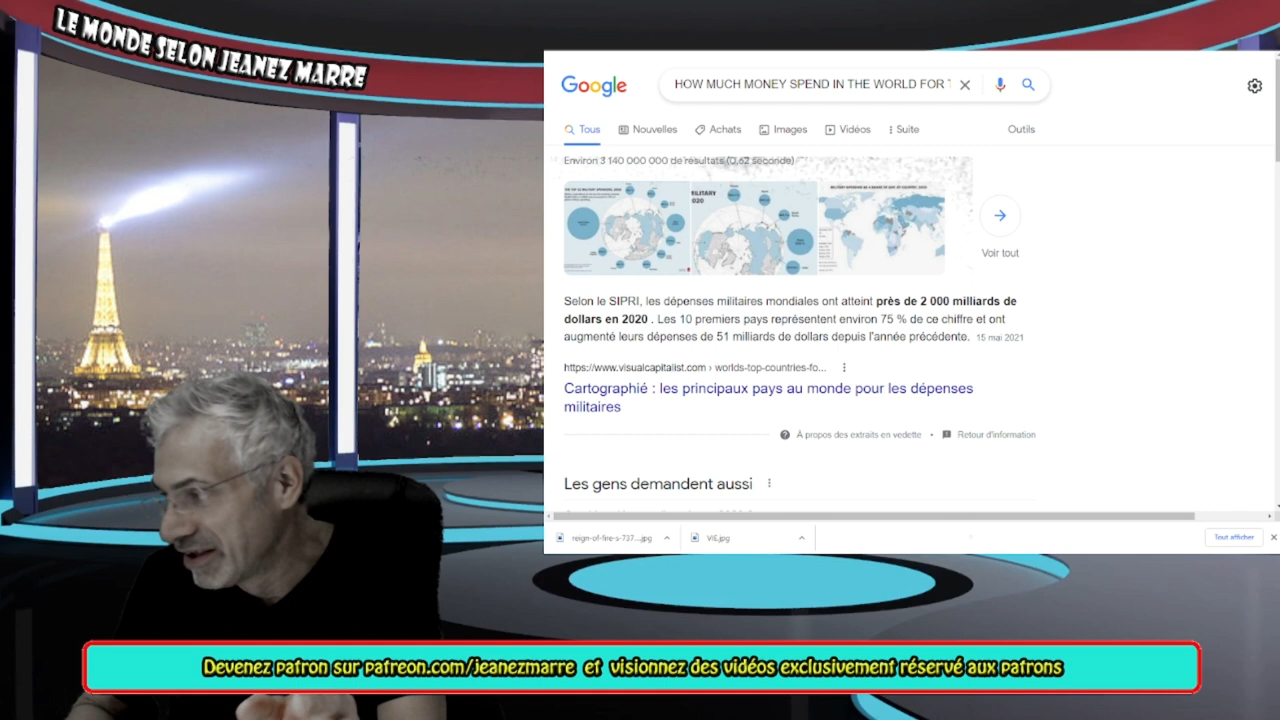 LE MONDE SELON JEANEZ MARRE
Google
HOW MUCH MONEY SPEND IN THE WORLD FOR
Tous
Nouvelles
Achats
Images
Vidéos
Suite
Outils
Environ 3 140 000 000 de résultats (0,62 seconde)
MILITARY
Voir tout
Selon le SIPRI, les dépenses militaires mondiales ont atteint près de 2 000 milliards de
dollars en 2020 . Les 10 premiers pays représentent environ 75 % de ce chiffre et ont
augmenté leurs dépenses de 51 milliards de dollars depuis l'année précédente. 15 mai 2021
https://www.visualcapitalist.com › worlds-top-countries-fo...
Cartographié : les principaux pays au monde pour les dépenses
militaires
À propos des extraits en vedette • Retour d'information
Les gens demandent aussi
reign-of-fire-s-737...jpg
VIE.jpg
Tout afficher
Devenez patron sur patreon.com/jeanezmarre et visionnez des vidéos exclusivement réservé aux patrons